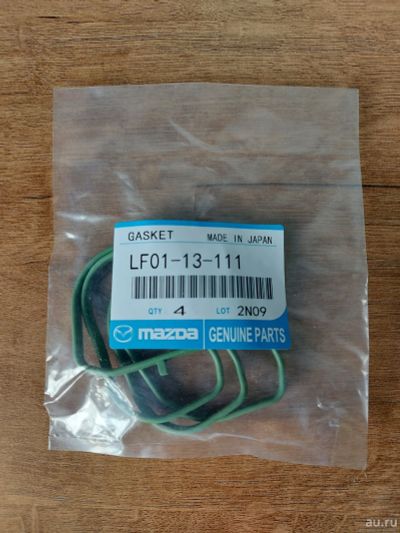 GASKET MADE IN JAPAN
LF01-13-111
QTY 4 LOT 2N09
mazda GENUINE PARTS
au.ru